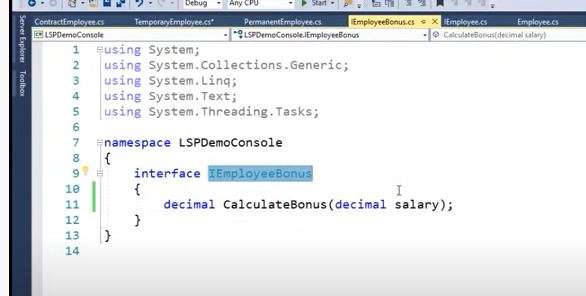 Debug Any CPU Start
ContractEmployee.cs TemporaryEmployee.cs* PermanentEmployee.cs IEmployeeBonus.cs IEmployee.cs Employee.cs
LSPDemoConsole LSPDemoConsole.IEmployeeBonus CalculateBonus(decimal salary)
Server Explorer
Toolbox
1 using System;
2 using System.Collections.Generic;
3 using System.Linq;
4 using System.Text;
5 using System.Threading.Tasks;
6
7 namespace LSPDemoConsole
8 {
9 interface IEmployeeBonus
10 {
11 decimal CalculateBonus(decimal salary);
12 }
13 }
14